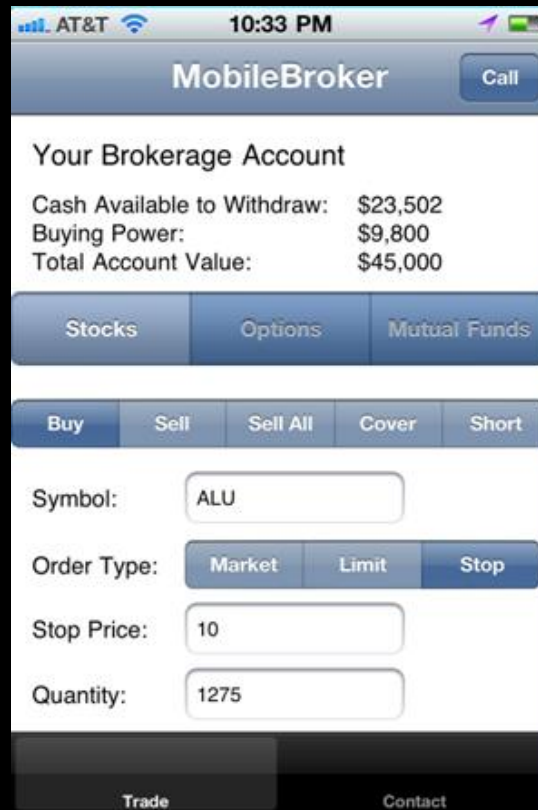 AT&T 10:33 PM
MobileBroker Call
Your Brokerage Account
Cash Available to Withdraw: $23,502
Buying Power: $9,800
Total Account Value: $45,000
Stocks Options Mutual Funds
Buy Sell Sell All Cover Short
Symbol: ALU
Order Type: Market Limit Stop
Stop Price: 10
Quantity: 1275
Trade Contact